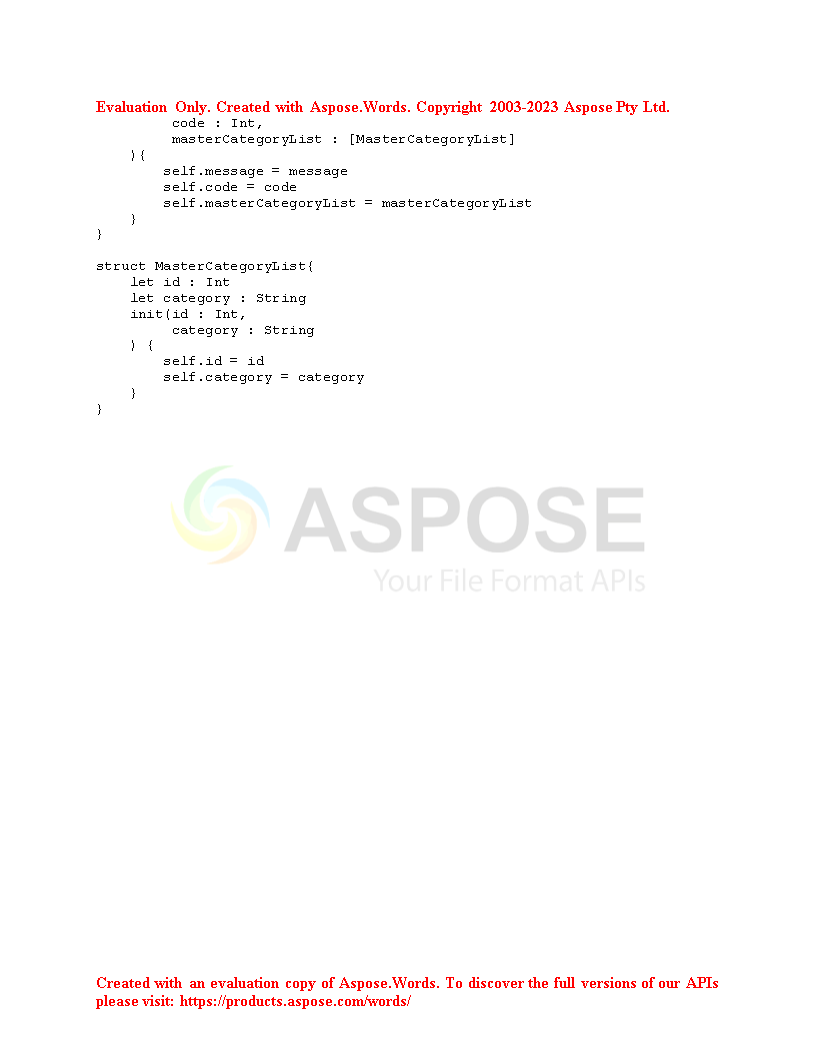 Evaluation Only. Created with Aspose.Words. Copyright 2003-2023 Aspose Pty Ltd.
         code : Int,
         masterCategoryList : [MasterCategoryList]
    ){
        self.message = message
        self.code = code
        self.masterCategoryList = masterCategoryList
    }
}

struct MasterCategoryList{
    let id : Int
    let category : String
    init(id : Int,
         category : String
    ) {
        self.id = id
        self.category = category
    }
}
ASPOSE
Your File Format APIs
Created with an evaluation copy of Aspose.Words. To discover the full versions of our APIs
please visit: https://products.aspose.com/words/